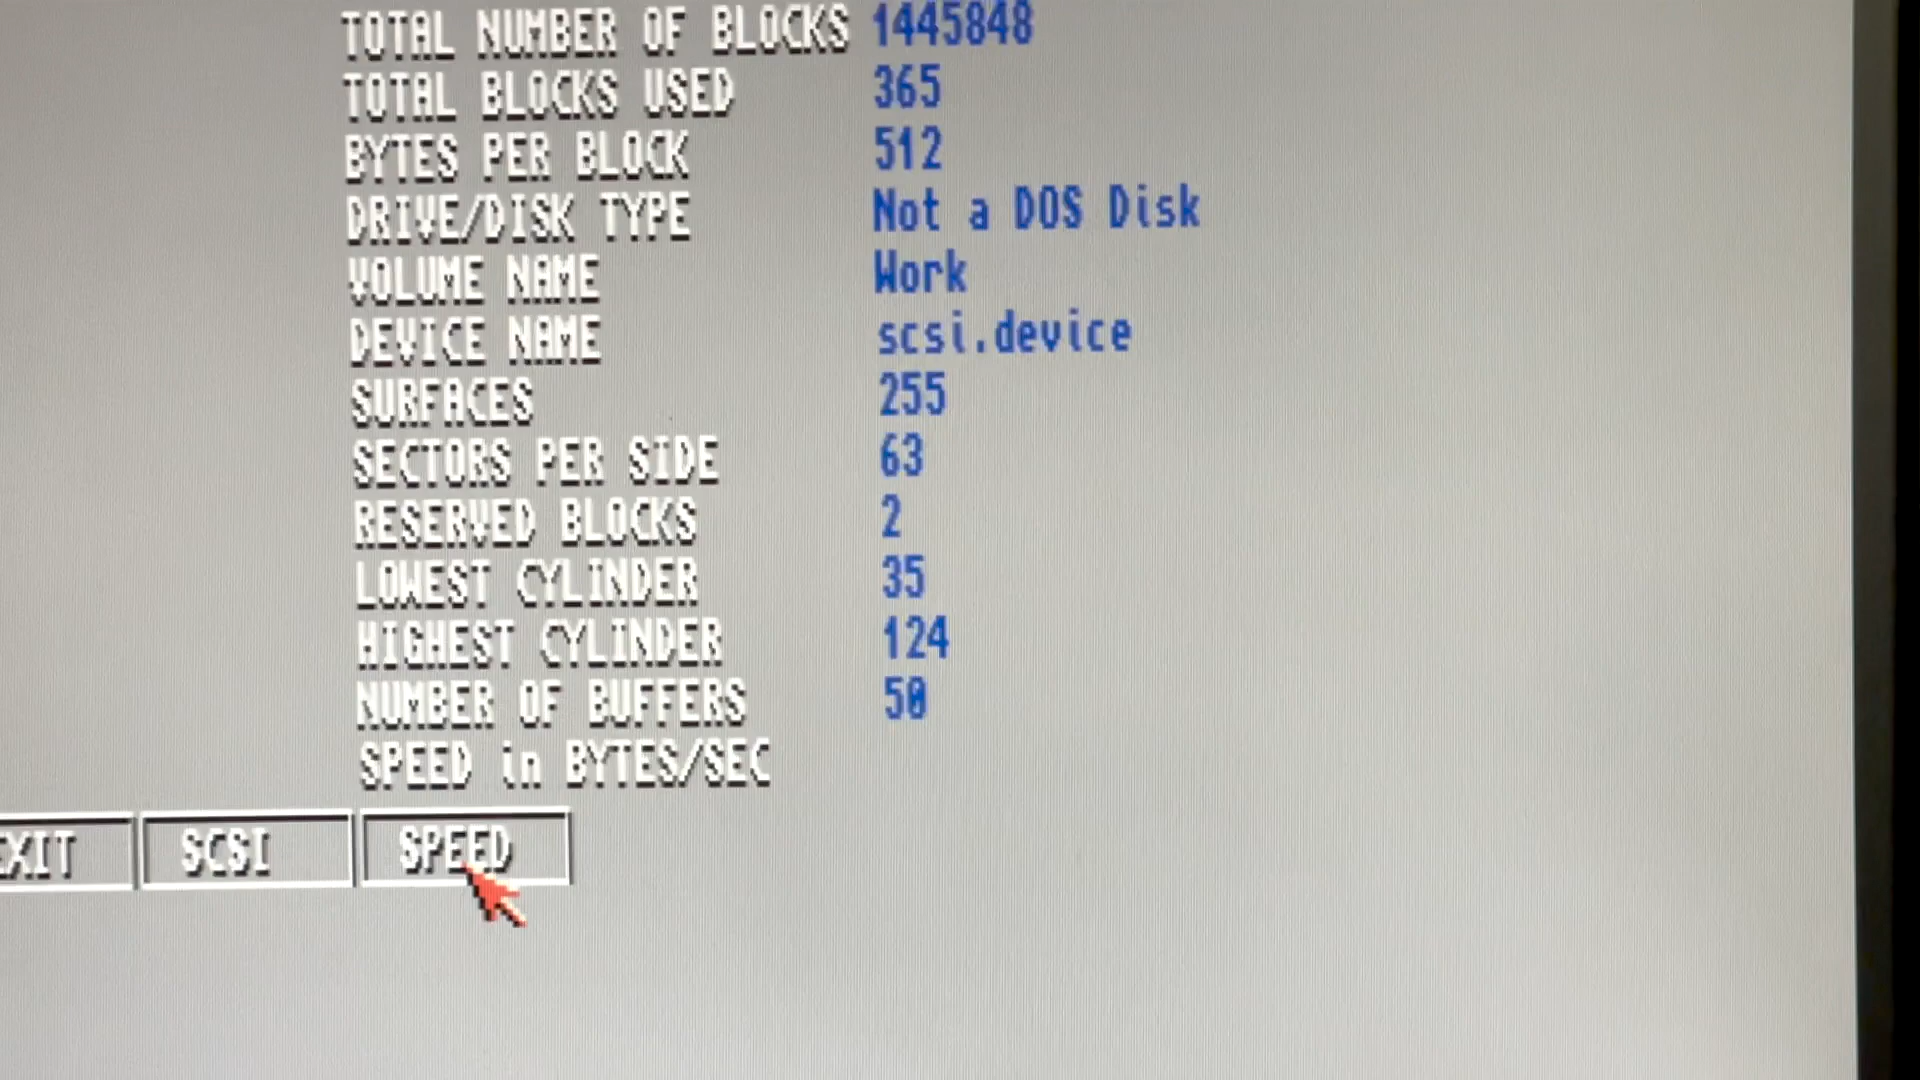 TOTAL NUMBER OF BLOCKS 1445848
TOTAL BLOCKS USED 365
BYTES PER BLOCK 512
DRIVE/DISK TYPE Not a DOS Disk
VOLUME NAME Work
DEVICE NAME scsi.device
SURFACES 255
SECTORS PER SIDE 63
RESERVED BLOCKS 2
LOWEST CYLINDER 35
HIGHEST CYLINDER 124
NUMBER OF BUFFERS 50
SPEED in BYTES/SEC
EXIT SCSI SPEED